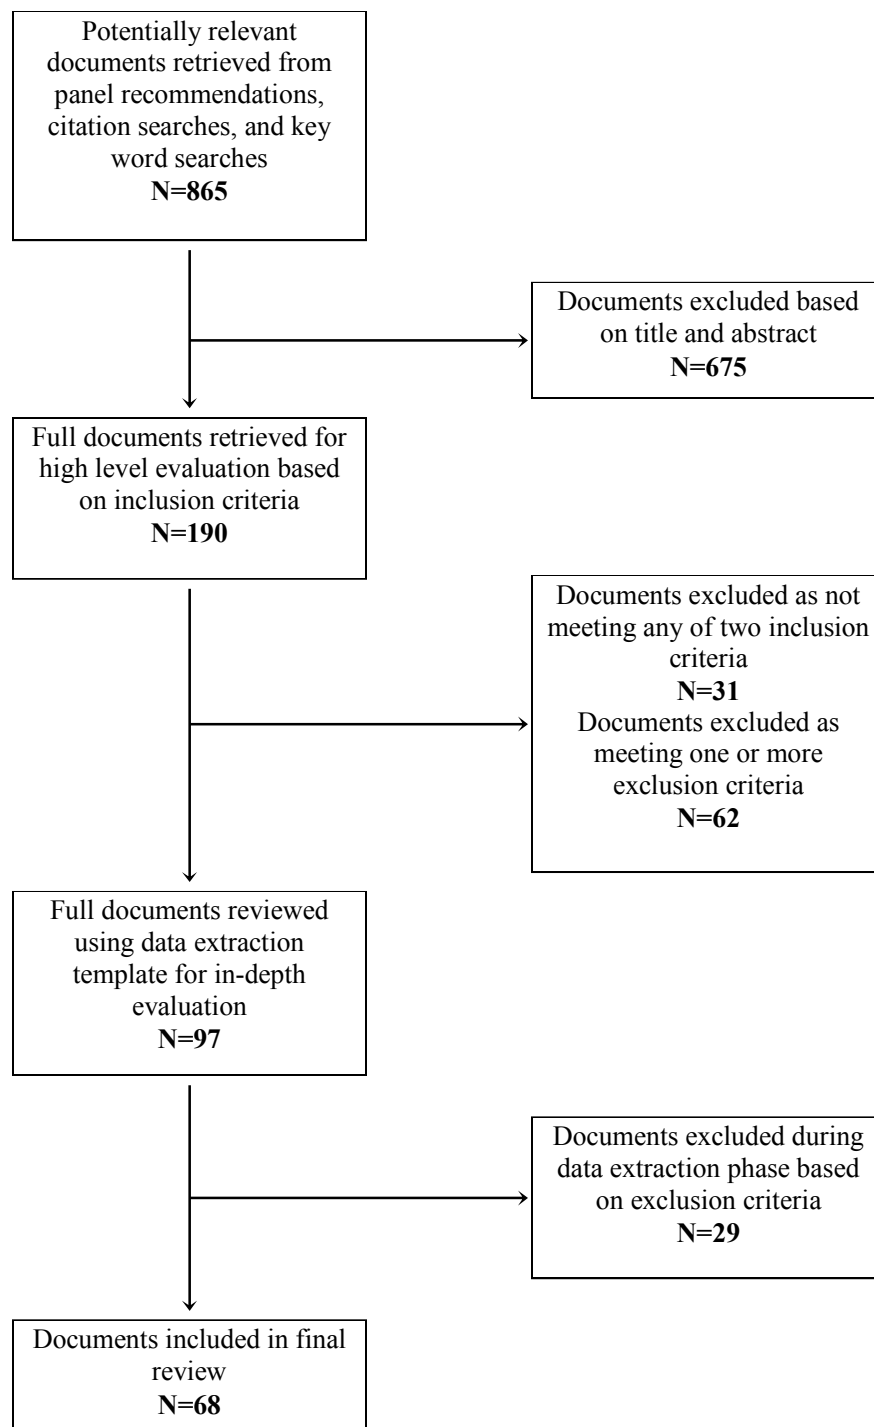 Potentially relevant
documents retrieved from
panel recommendations,
citation searches, and key
word searches
N=865
Documents excluded based
on title and abstract
N=675
Full documents retrieved for
high level evaluation based
on inclusion criteria
N=190
Documents excluded as not
meeting any of two inclusion
criteria
N=31
Documents excluded as
meeting one or more
exclusion criteria
N=62
Full documents reviewed
using data extraction
template for in-depth
evaluation
N=97
Documents excluded during
data extraction phase based
on exclusion criteria
N=29
Documents included in final
review
N=68